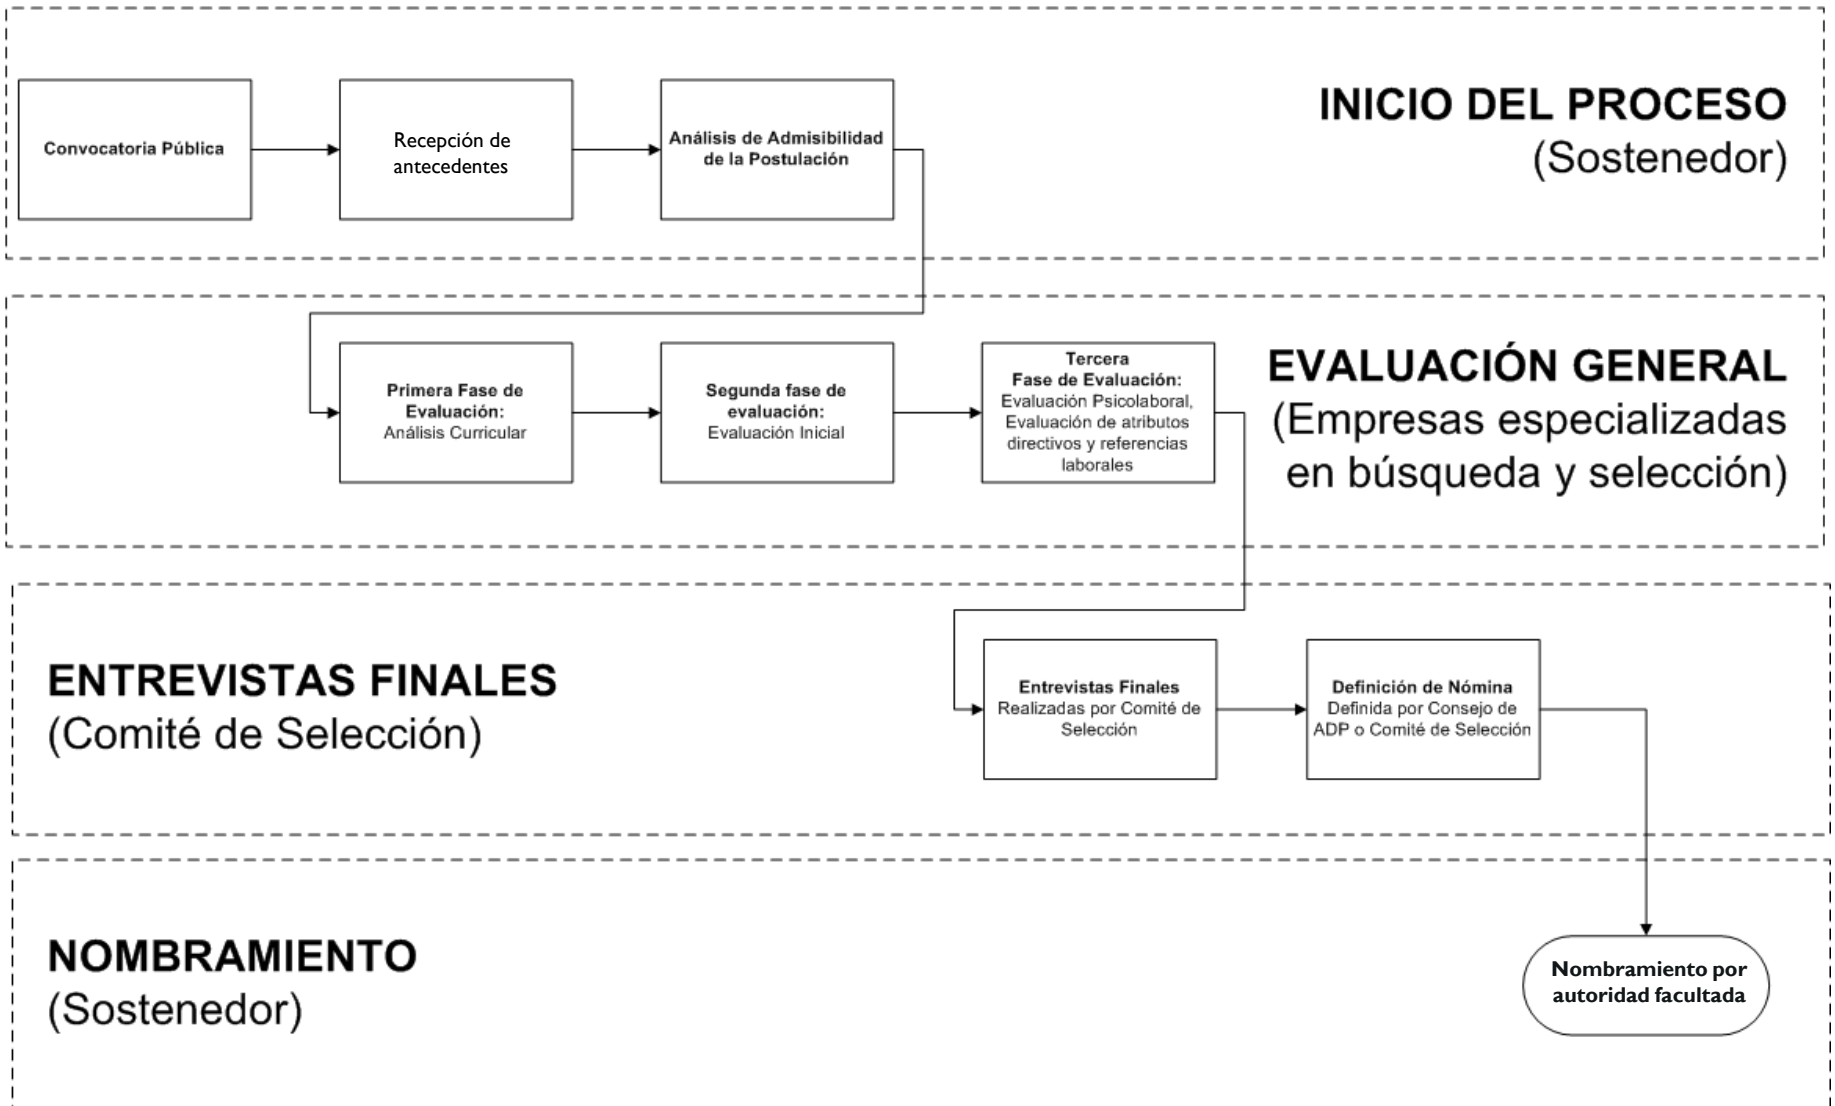 Convocatoria Pública
Recepción de
antecedentes
Análisis de Admisibilidad
de la Postulación
INICIO DEL PROCESO
(Sostenedor)
Primera Fase de
Evaluación:
Análisis Curricular
Segunda fase de
evaluación:
Evaluación Inicial
Tercera
Fase de Evaluación:
Evaluación Psicolaboral,
Evaluación de atributos
directivos y referencias
laborales
EVALUACIÓN GENERAL
(Empresas especializadas
en búsqueda y selección)
ENTREVISTAS FINALES
(Comité de Selección)
Entrevistas Finales
Realizadas por Comité de
Selección
Definición de Nómina
Definida por Consejo de
ADP o Comité de Selección
NOMBRAMIENTO
(Sostenedor)
Nombramiento por
autoridad facultada